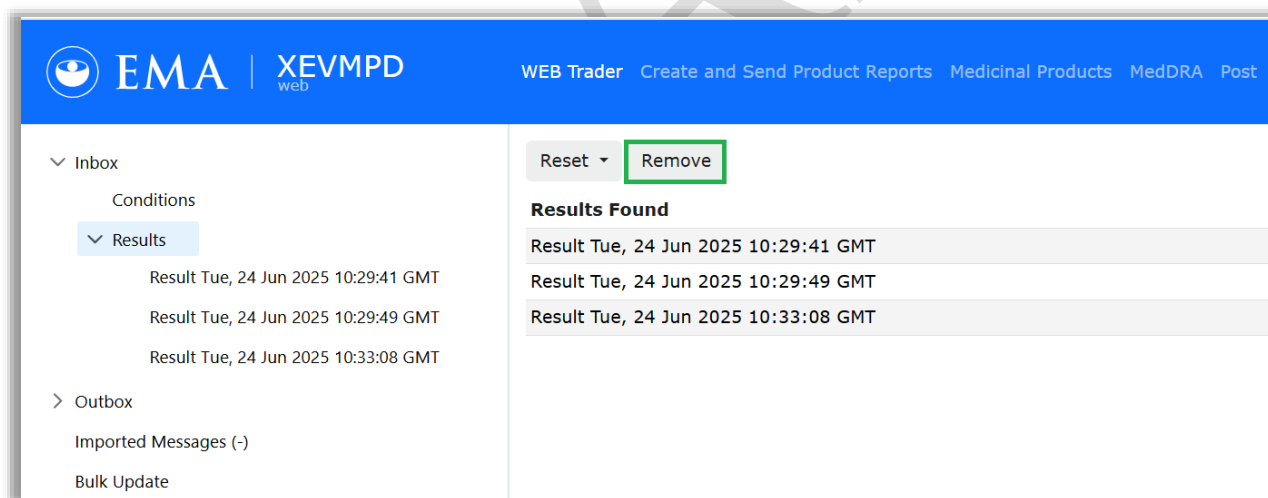 EMA | XEVMPD
web
WEB Trader Create and Send Product Reports Medicinal Products MedDRA Post
Inbox
Conditions
Results
Result Tue, 24 Jun 2025 10:29:41 GMT
Result Tue, 24 Jun 2025 10:29:49 GMT
Result Tue, 24 Jun 2025 10:33:08 GMT
Outbox
Imported Messages (-)
Bulk Update
Reset Remove
Results Found
Result Tue, 24 Jun 2025 10:29:41 GMT
Result Tue, 24 Jun 2025 10:29:49 GMT
Result Tue, 24 Jun 2025 10:33:08 GMT